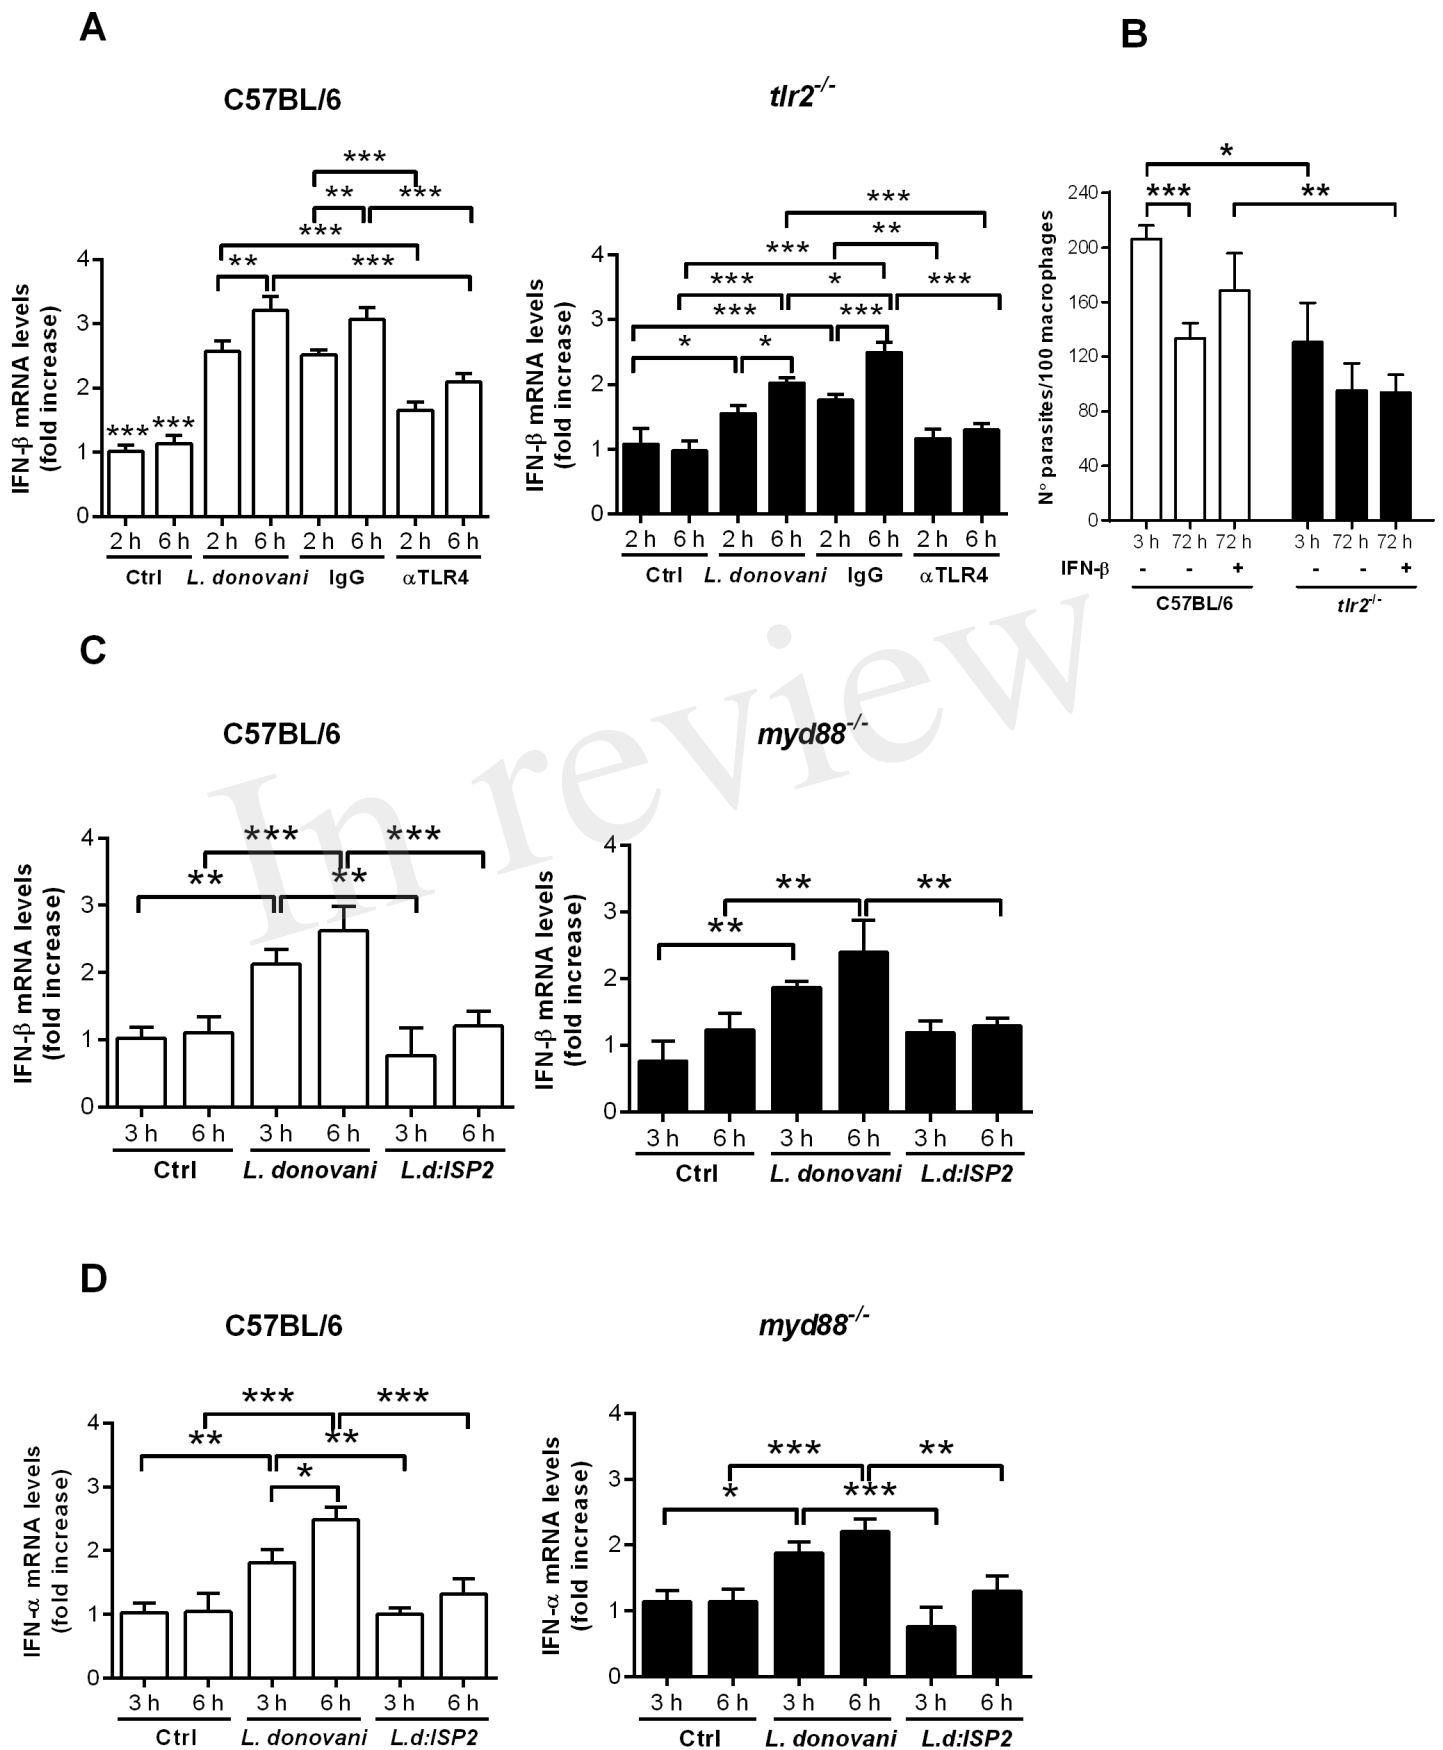 A
C57BL/6
tlr2-/-
IFN-β mRNA levels
(fold increase)
4
3
2
1
0
***
** ***
***
** ***
*** ***
2 h 6 h 2 h 6 h 2 h 6 h 2 h 6 h
Ctrl L. donovani IgG αTLR4
IFN-β mRNA levels
(fold increase)
4
3
2
1
0
***
**
***
*** * ***
*** ***
* *
2 h 6 h 2 h 6 h 2 h 6 h 2 h 6 h
Ctrl L. donovani IgG αTLR4
B
N° parasites/100 macrophages
240
200
160
120
80
40
0
*
*** **
3 h 72 h 72 h 3 h 72 h 72 h
IFN-β - - + - - +
C57BL/6 tlr2-/-
C
C57BL/6
myd88-/-
IFN-β mRNA levels
(fold increase)
4
3
2
1
0
*** ***
** **
3 h 6 h 3 h 6 h 3 h 6 h
Ctrl L. donovani L.d:ISP2
IFN-β mRNA levels
(fold increase)
4
3
2
1
0
** **
**
3 h 6 h 3 h 6 h 3 h 6 h
Ctrl L. donovani L.d:ISP2
In review
D
C57BL/6
myd88-/-
IFN-α mRNA levels
(fold increase)
4
3
2
1
0
*** ***
** **
*
3 h 6 h 3 h 6 h 3 h 6 h
Ctrl L. donovani L.d:ISP2
IFN-α mRNA levels
(fold increase)
4
3
2
1
0
*** **
* ***
3 h 6 h 3 h 6 h 3 h 6 h
Ctrl L. donovani L.d:ISP2